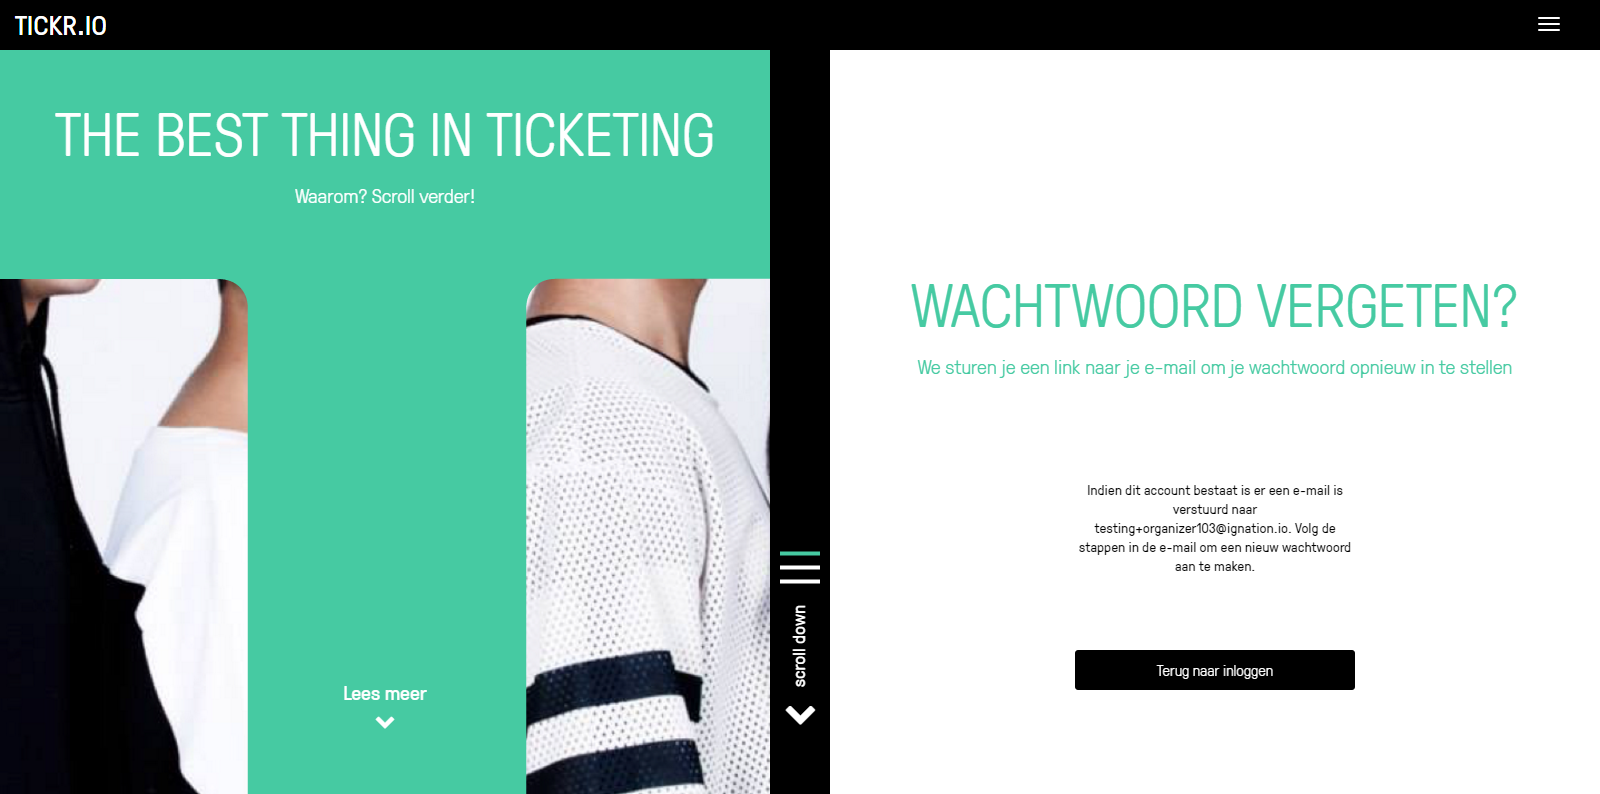 TICKR.IO
THE BEST THING IN TICKETING
Waarom? Scroll verder!
Lees meer
scroll down
WACHTWOORD VERGETEN?
We sturen je een link naar je e-mail om je wachtwoord opnieuw in te stellen
Indien dit account bestaat is er een e-mail is
verstuurd naar
testing+organizer103@ignation.io. Volg de
stappen in de e-mail om een nieuw wachtwoord
aan te maken.
Terug naar inloggen